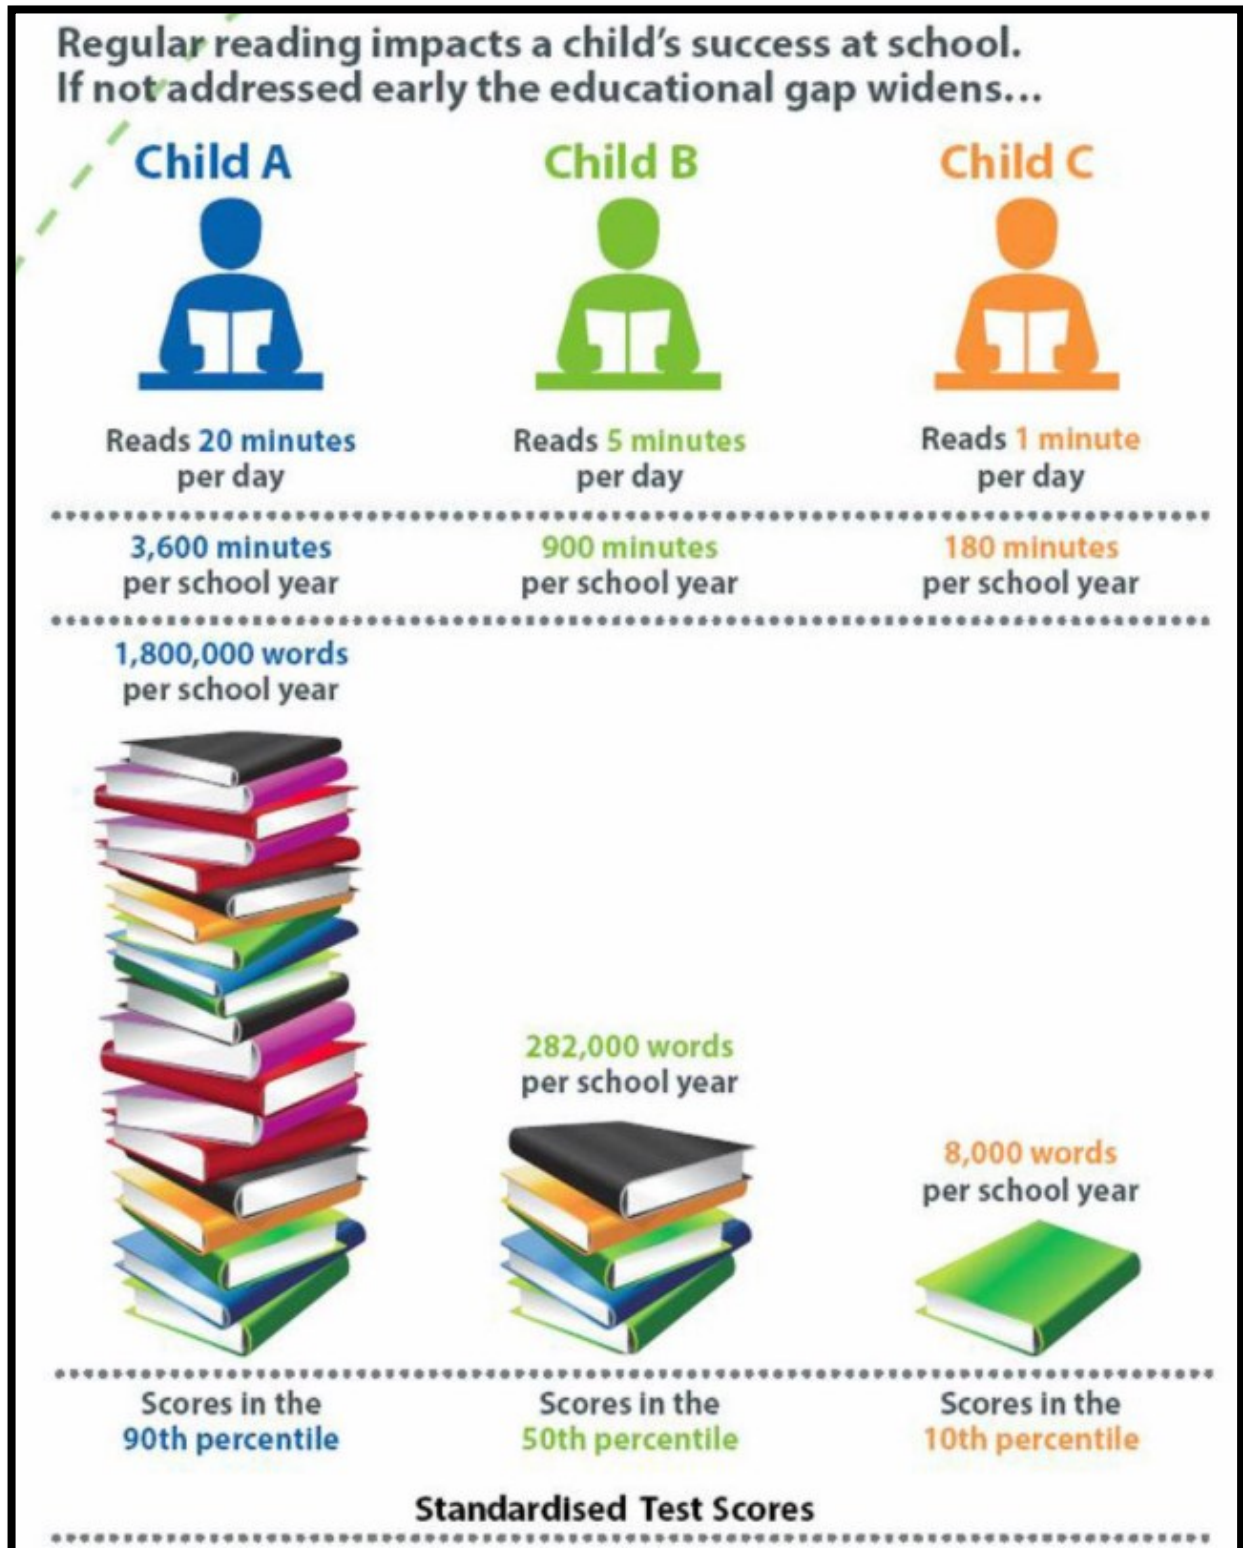 Regular reading impacts a child's success at school.
If not addressed early the educational gap widens...
Child A
Reads 20 minutes
per day
3,600 minutes
per school year
1,800,000 words
per school year
Scores in the
90th percentile
Child B
Reads 5 minutes
per day
900 minutes
per school year
282,000 words
per school year
Scores in the
50th percentile
Child C
Reads 1 minute
per day
180 minutes
per school year
8,000 words
per school year
Scores in the
10th percentile
Standardised Test Scores